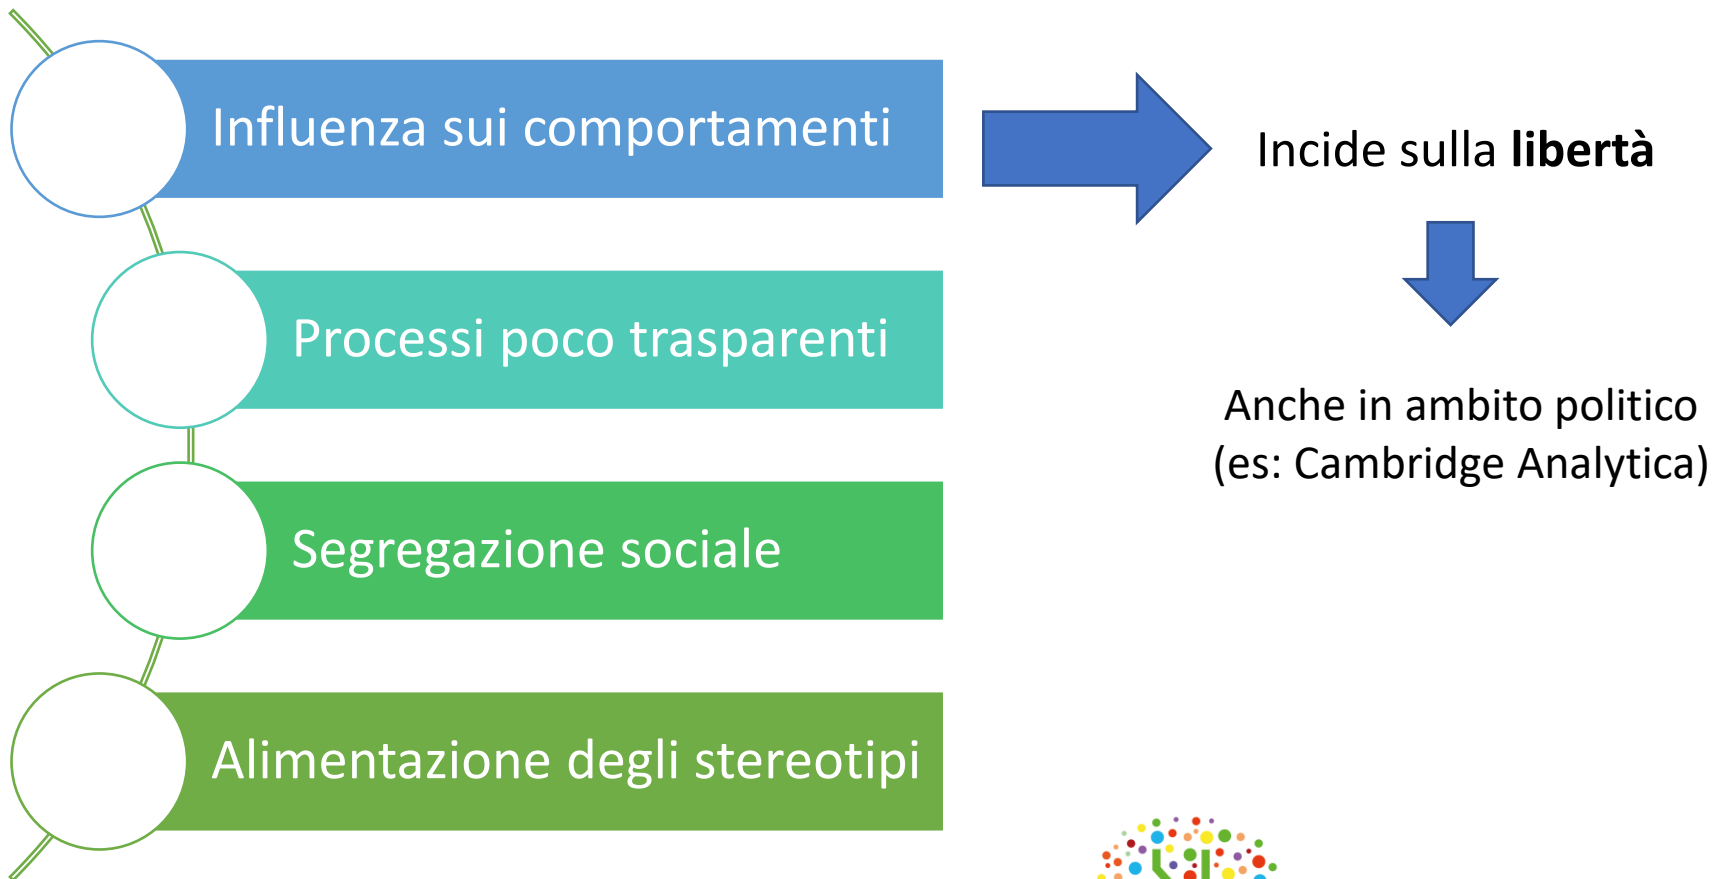 Influenza sui comportamenti
Incide sulla libertà
Processi poco trasparenti
Anche in ambito politico
(es: Cambridge Analytica)
Segregazione sociale
Alimentazione degli stereotipi